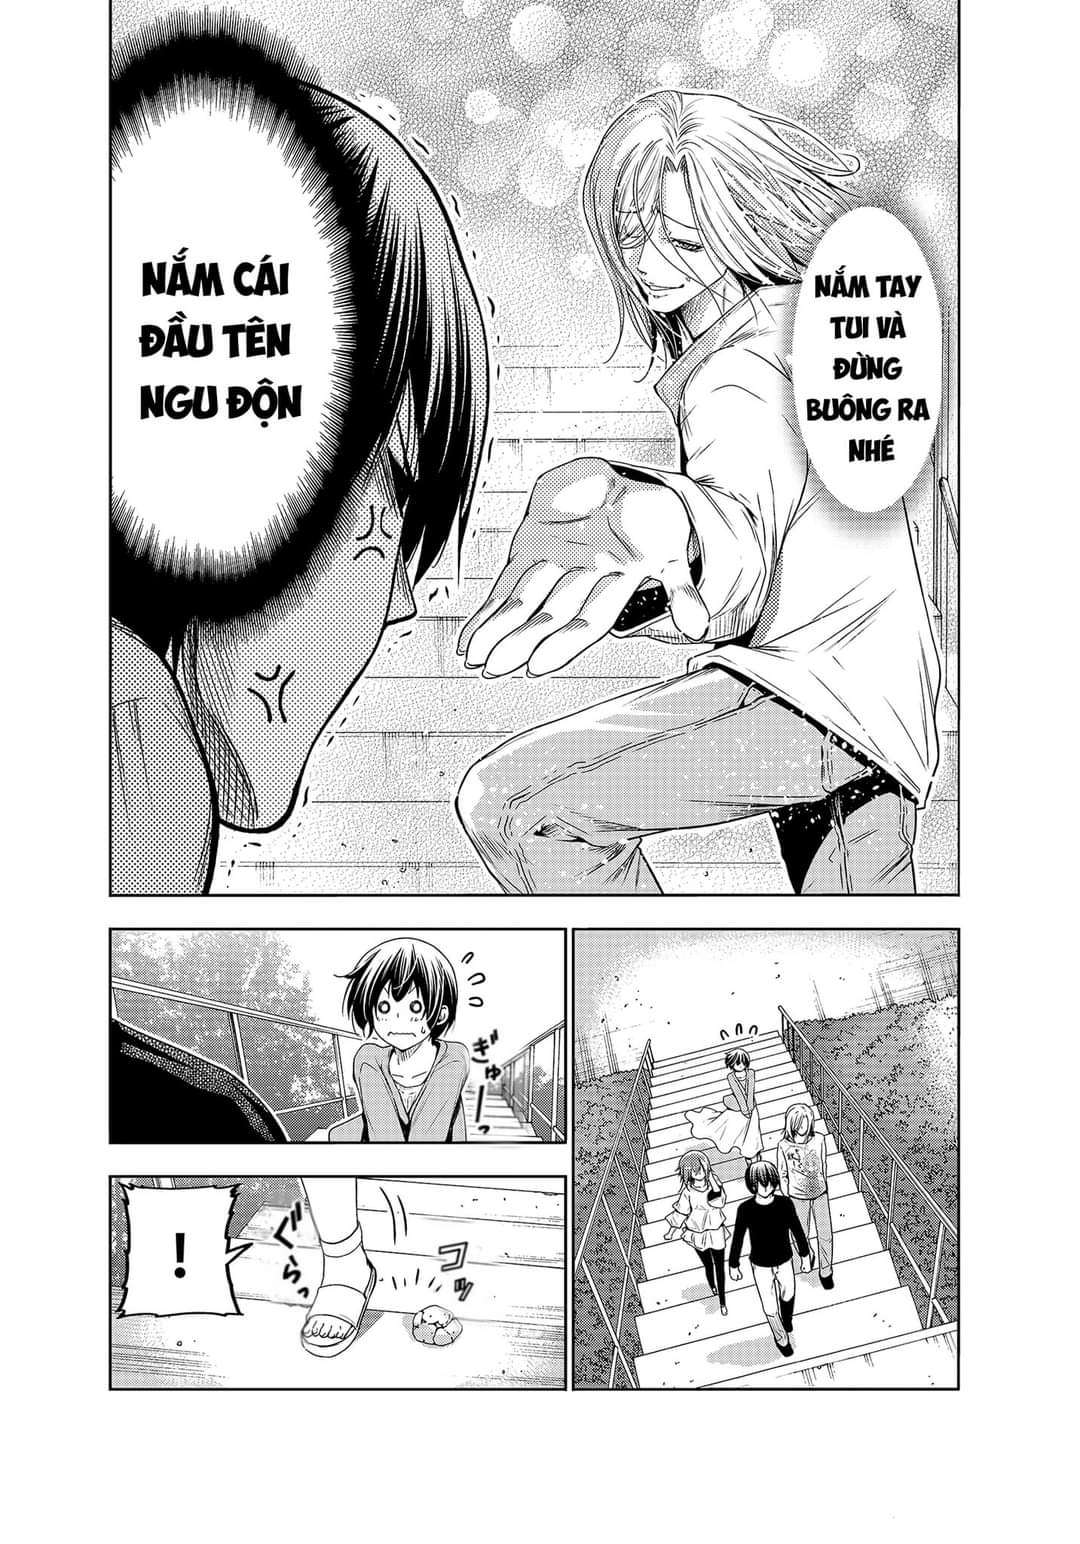 NẮM TAY
TUI VÀ
ĐỪNG
BUÔNG RA
NHÉ
NẮM CÁI
ĐẦU TÊN
NGU ĐỘN
ぎゅーっ
!
ぐらっ
コッ